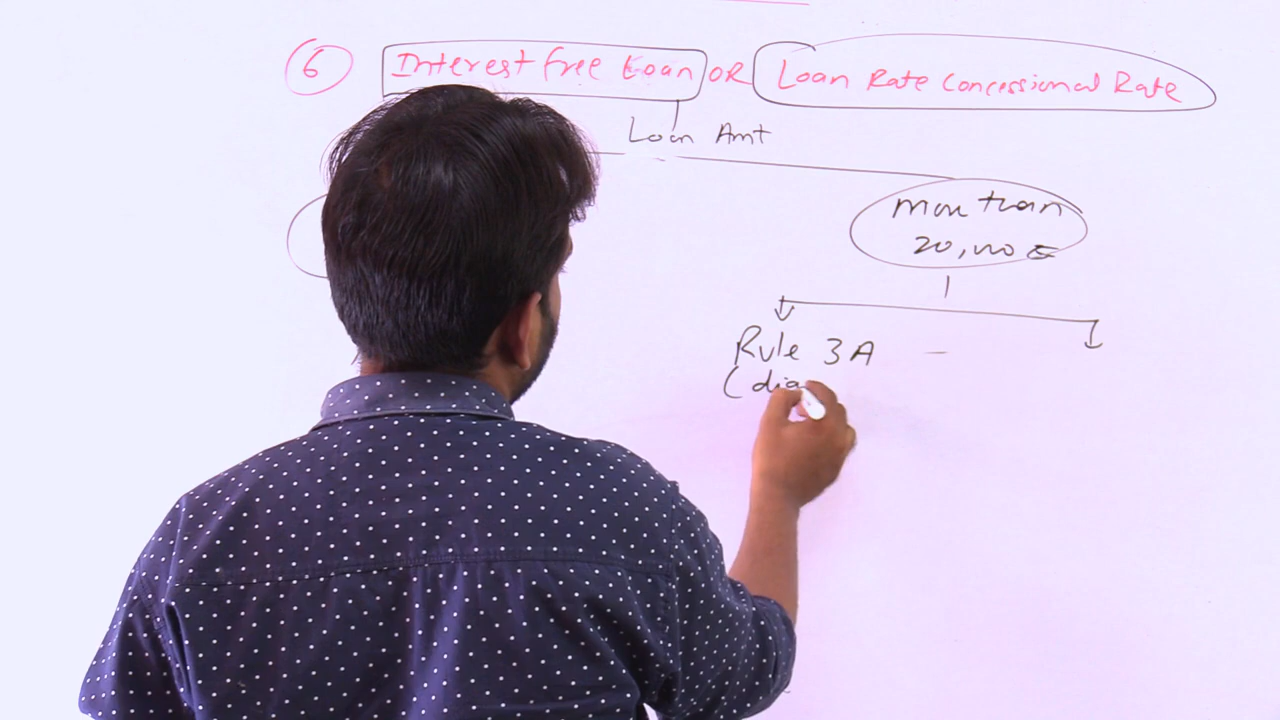 6 Interest free Loan OR Loan Rate Concessional Rate
Loan Amt
more than
20,000
Rule 3A
(dia